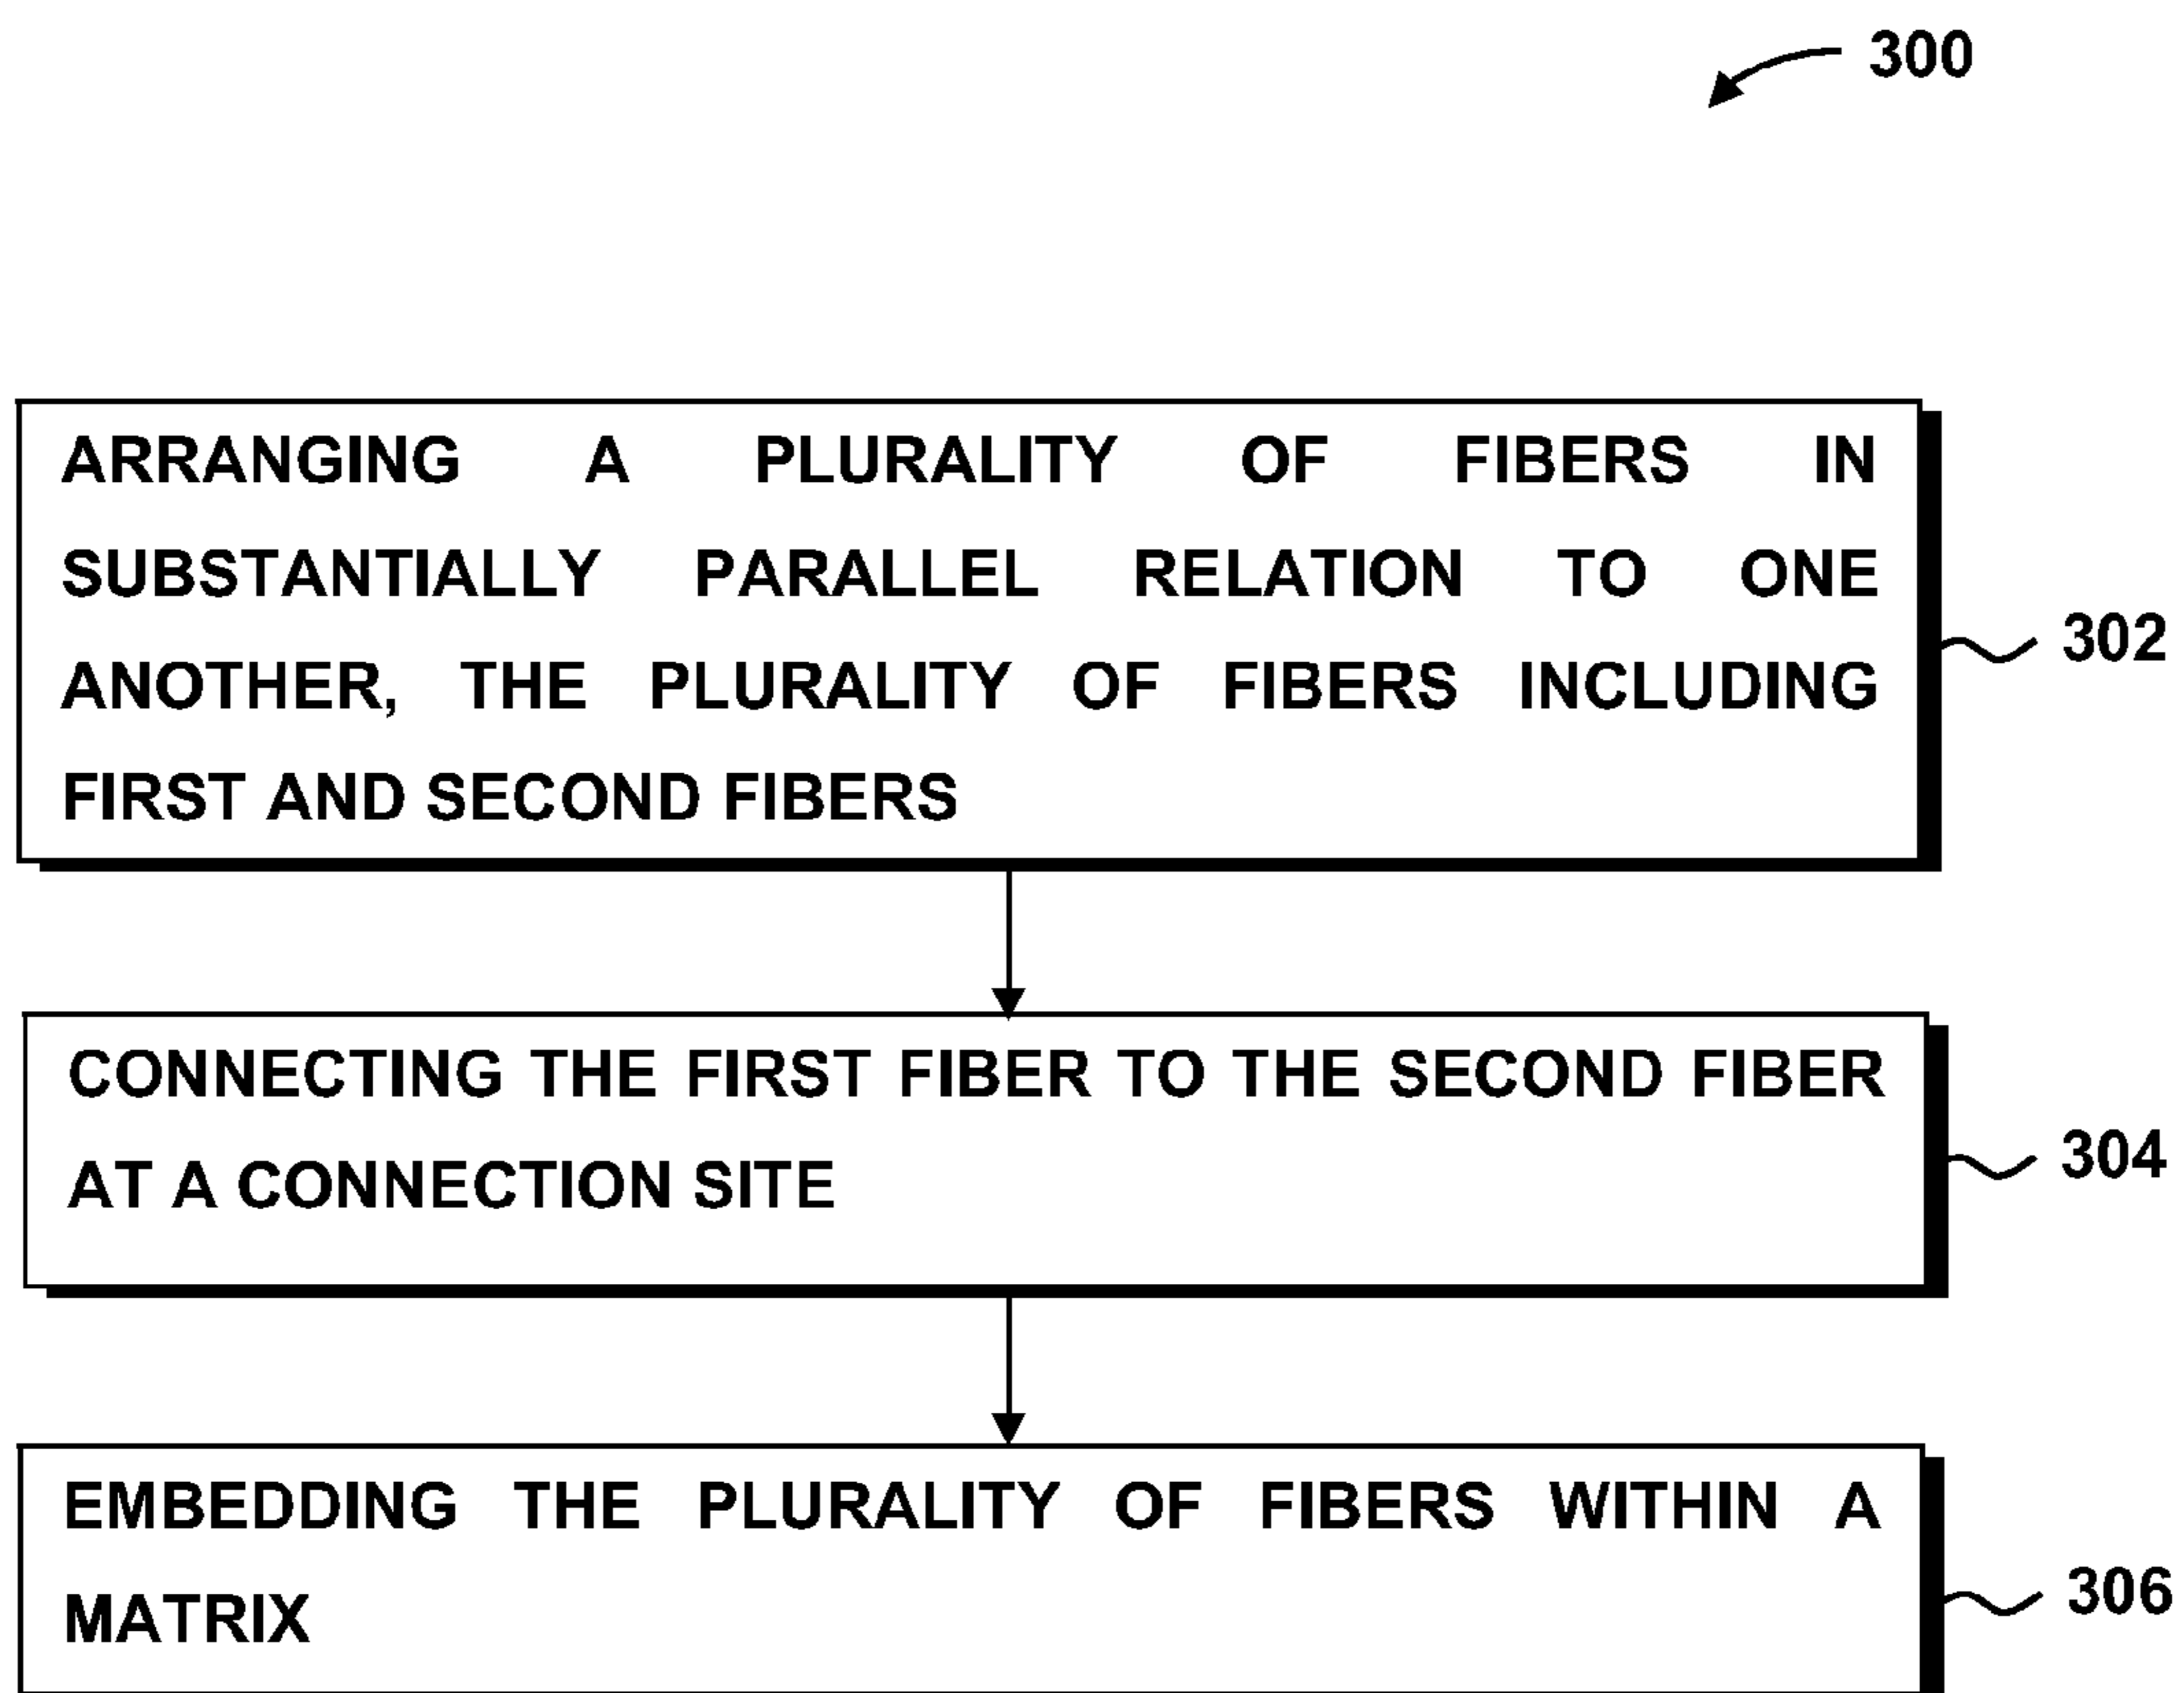 300
ARRANGING A PLURALITY OF FIBERS IN
SUBSTANTIALLY PARALLEL RELATION TO ONE
ANOTHER, THE PLURALITY OF FIBERS INCLUDING
FIRST AND SECOND FIBERS
302
CONNECTING THE FIRST FIBER TO THE SECOND FIBER
AT A CONNECTION SITE
304
EMBEDDING THE PLURALITY OF FIBERS WITHIN A
MATRIX
306